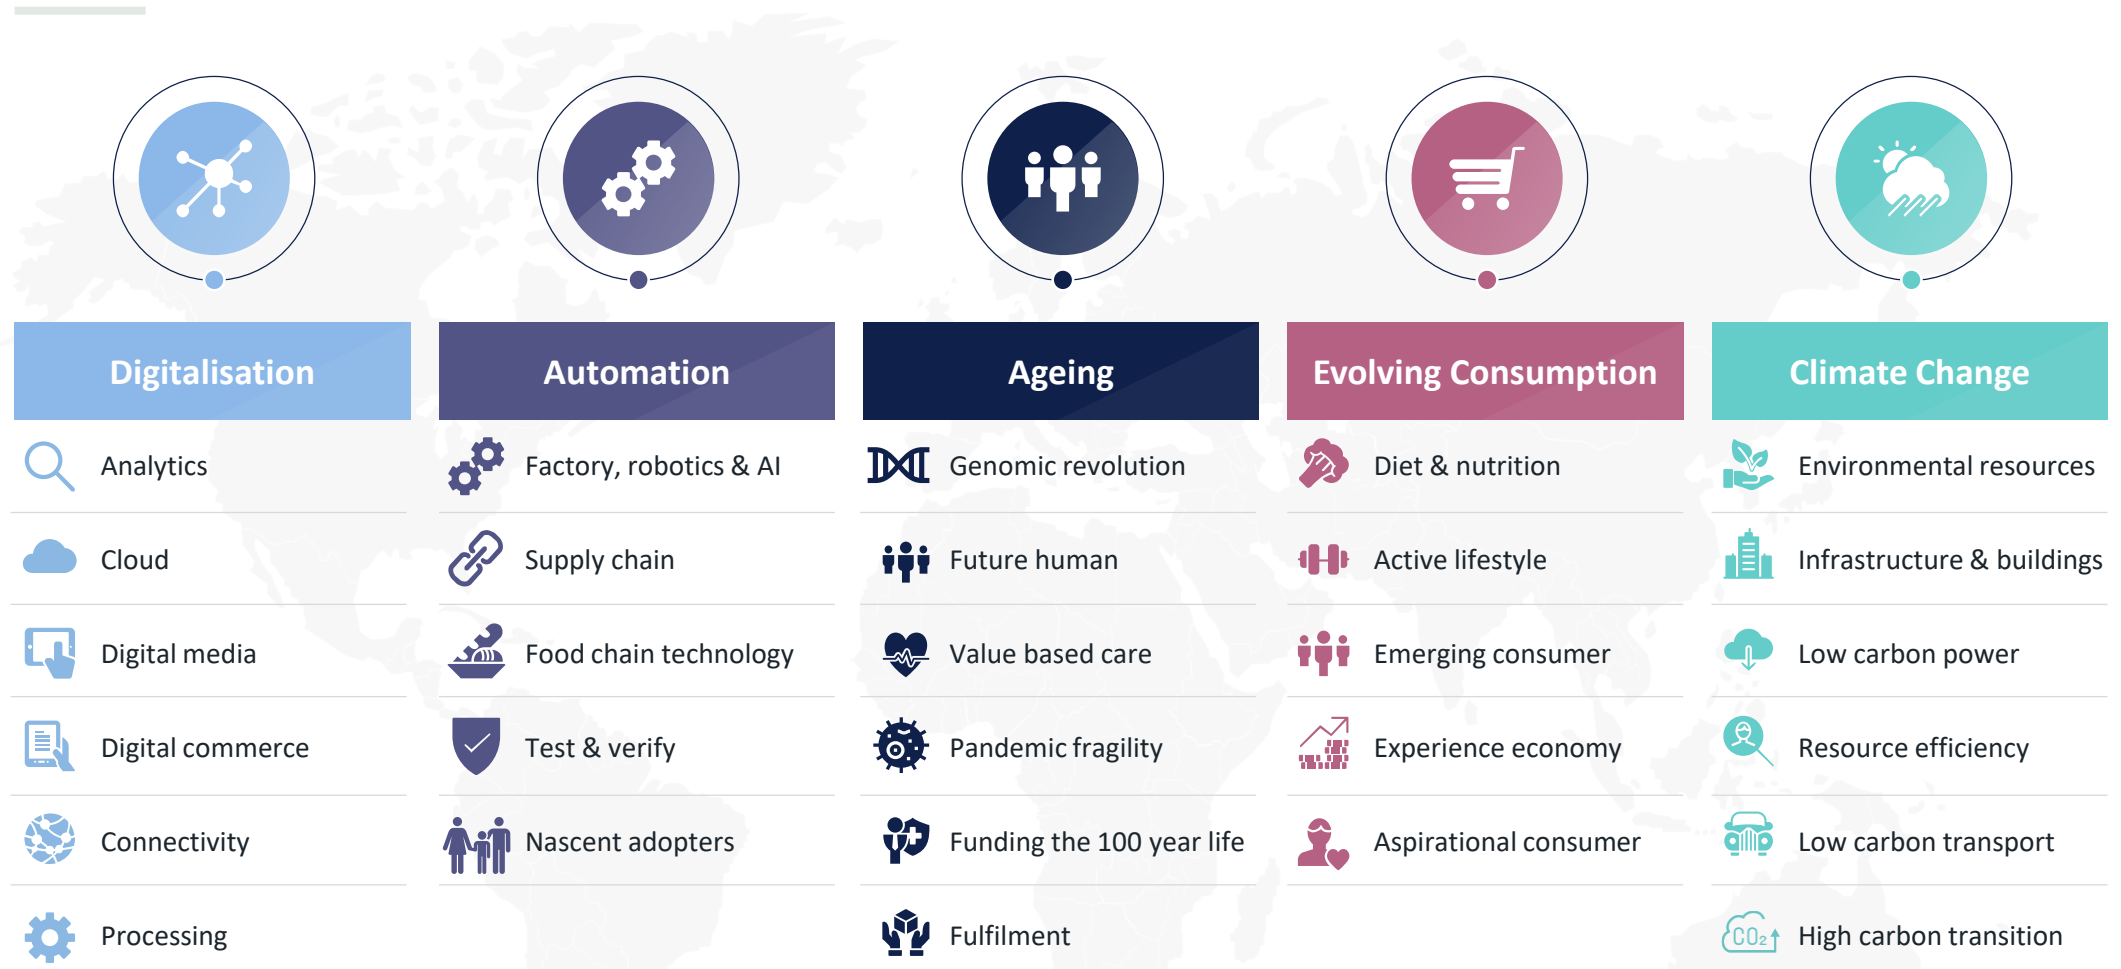 Digitalisation
Analytics
Cloud
Digital media
Digital commerce
Connectivity
Processing
Automation
Factory, robotics & AI
Supply chain
Food chain technology
Test & verify
Nascent adopters
Ageing
Genomic revolution
Future human
Value based care
Pandemic fragility
Funding the 100 year life
Fulfilment
Evolving Consumption
Diet & nutrition
Active lifestyle
Emerging consumer
Experience economy
Aspirational consumer
Climate Change
Environmental resources
Infrastructure & buildings
Low carbon power
Resource efficiency
Low carbon transport
CO₂
High carbon transition